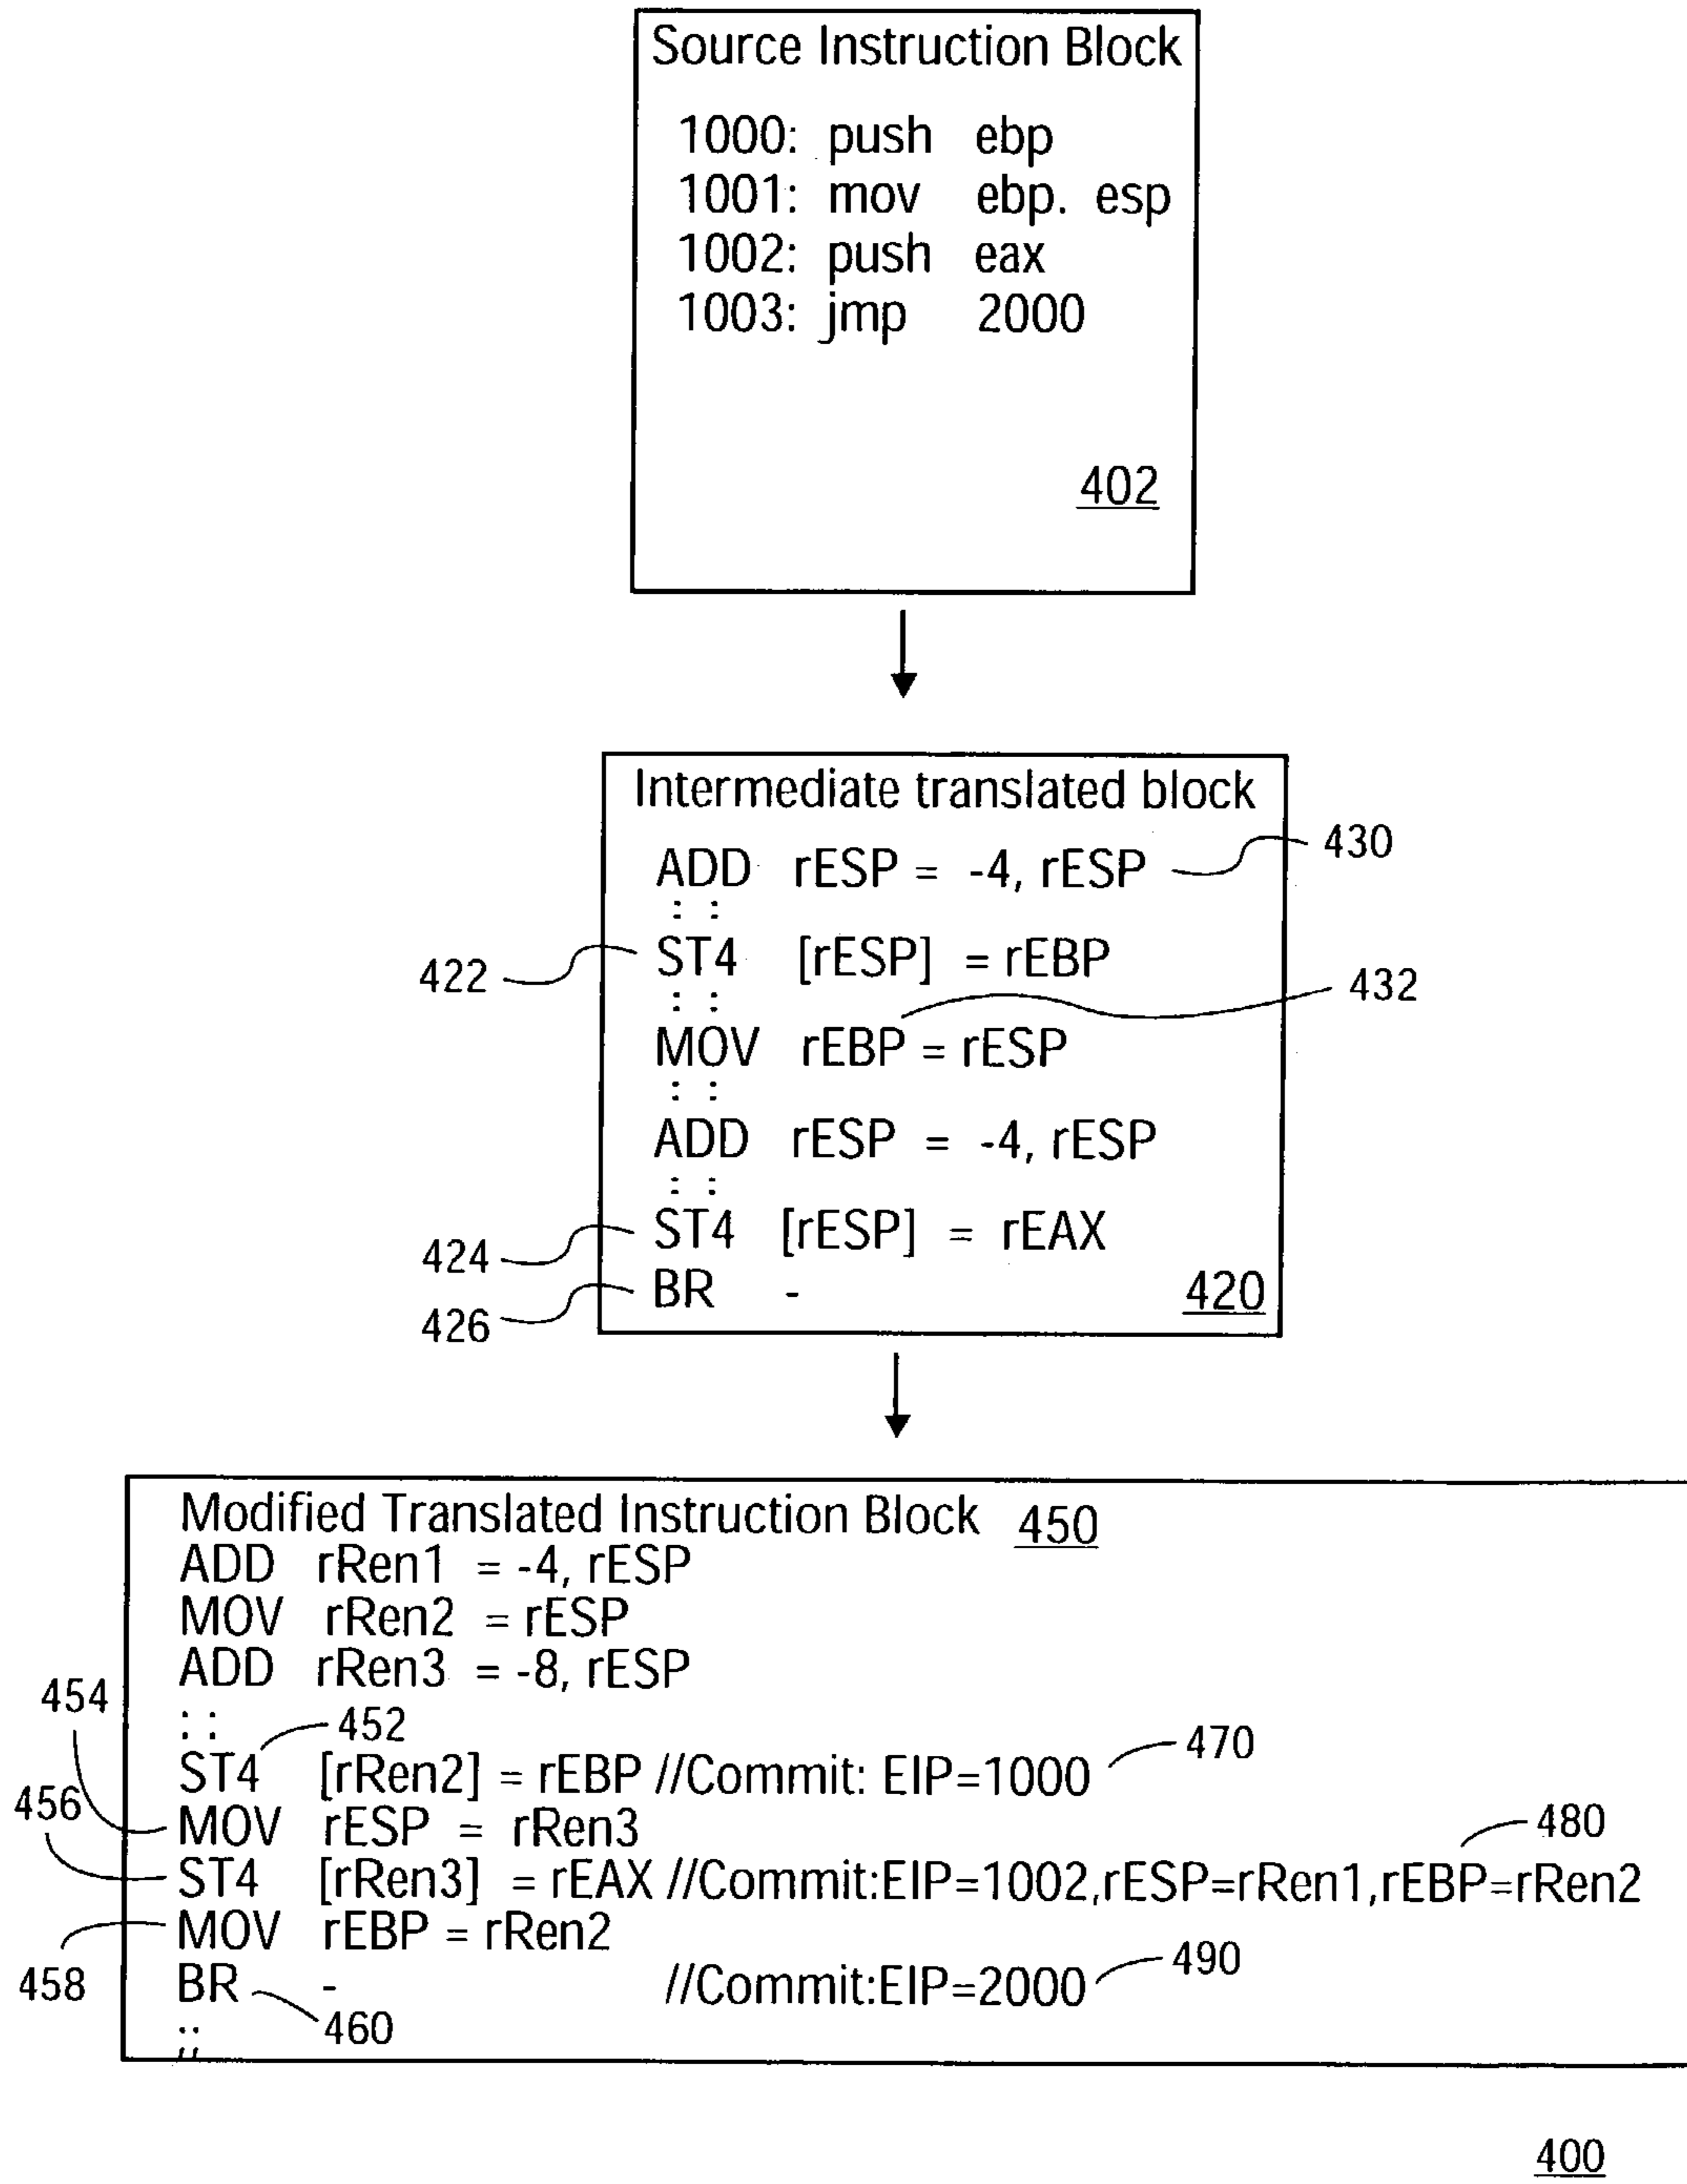 Source Instruction Block
1000: push ebp
1001: mov ebp. esp
1002: push eax
1003: jmp 2000
402
Intermediate translated block
ADD rESP = -4, rESP
430
: :
422
ST4 [rESP] = rEBP
: :
432
MOV rEBP = rESP
: :
ADD rESP = -4, rESP
: :
424
ST4 [rESP] = rEAX
426
BR -
420
Modified Translated Instruction Block 450
ADD rRen1 = -4, rESP
MOV rRen2 = rESP
ADD rRen3 = -8, rESP
454
: :
452
470
ST4 [rRen2] = rEBP //Commit: EIP=1000
456
MOV rESP = rRen3
480
ST4 [rRen3] = rEAX //Commit:EIP=1002,rESP=rRen1,rEBP=rRen2
MOV rEBP = rRen2
458
BR - //Commit:EIP=2000
490
460
;;
400